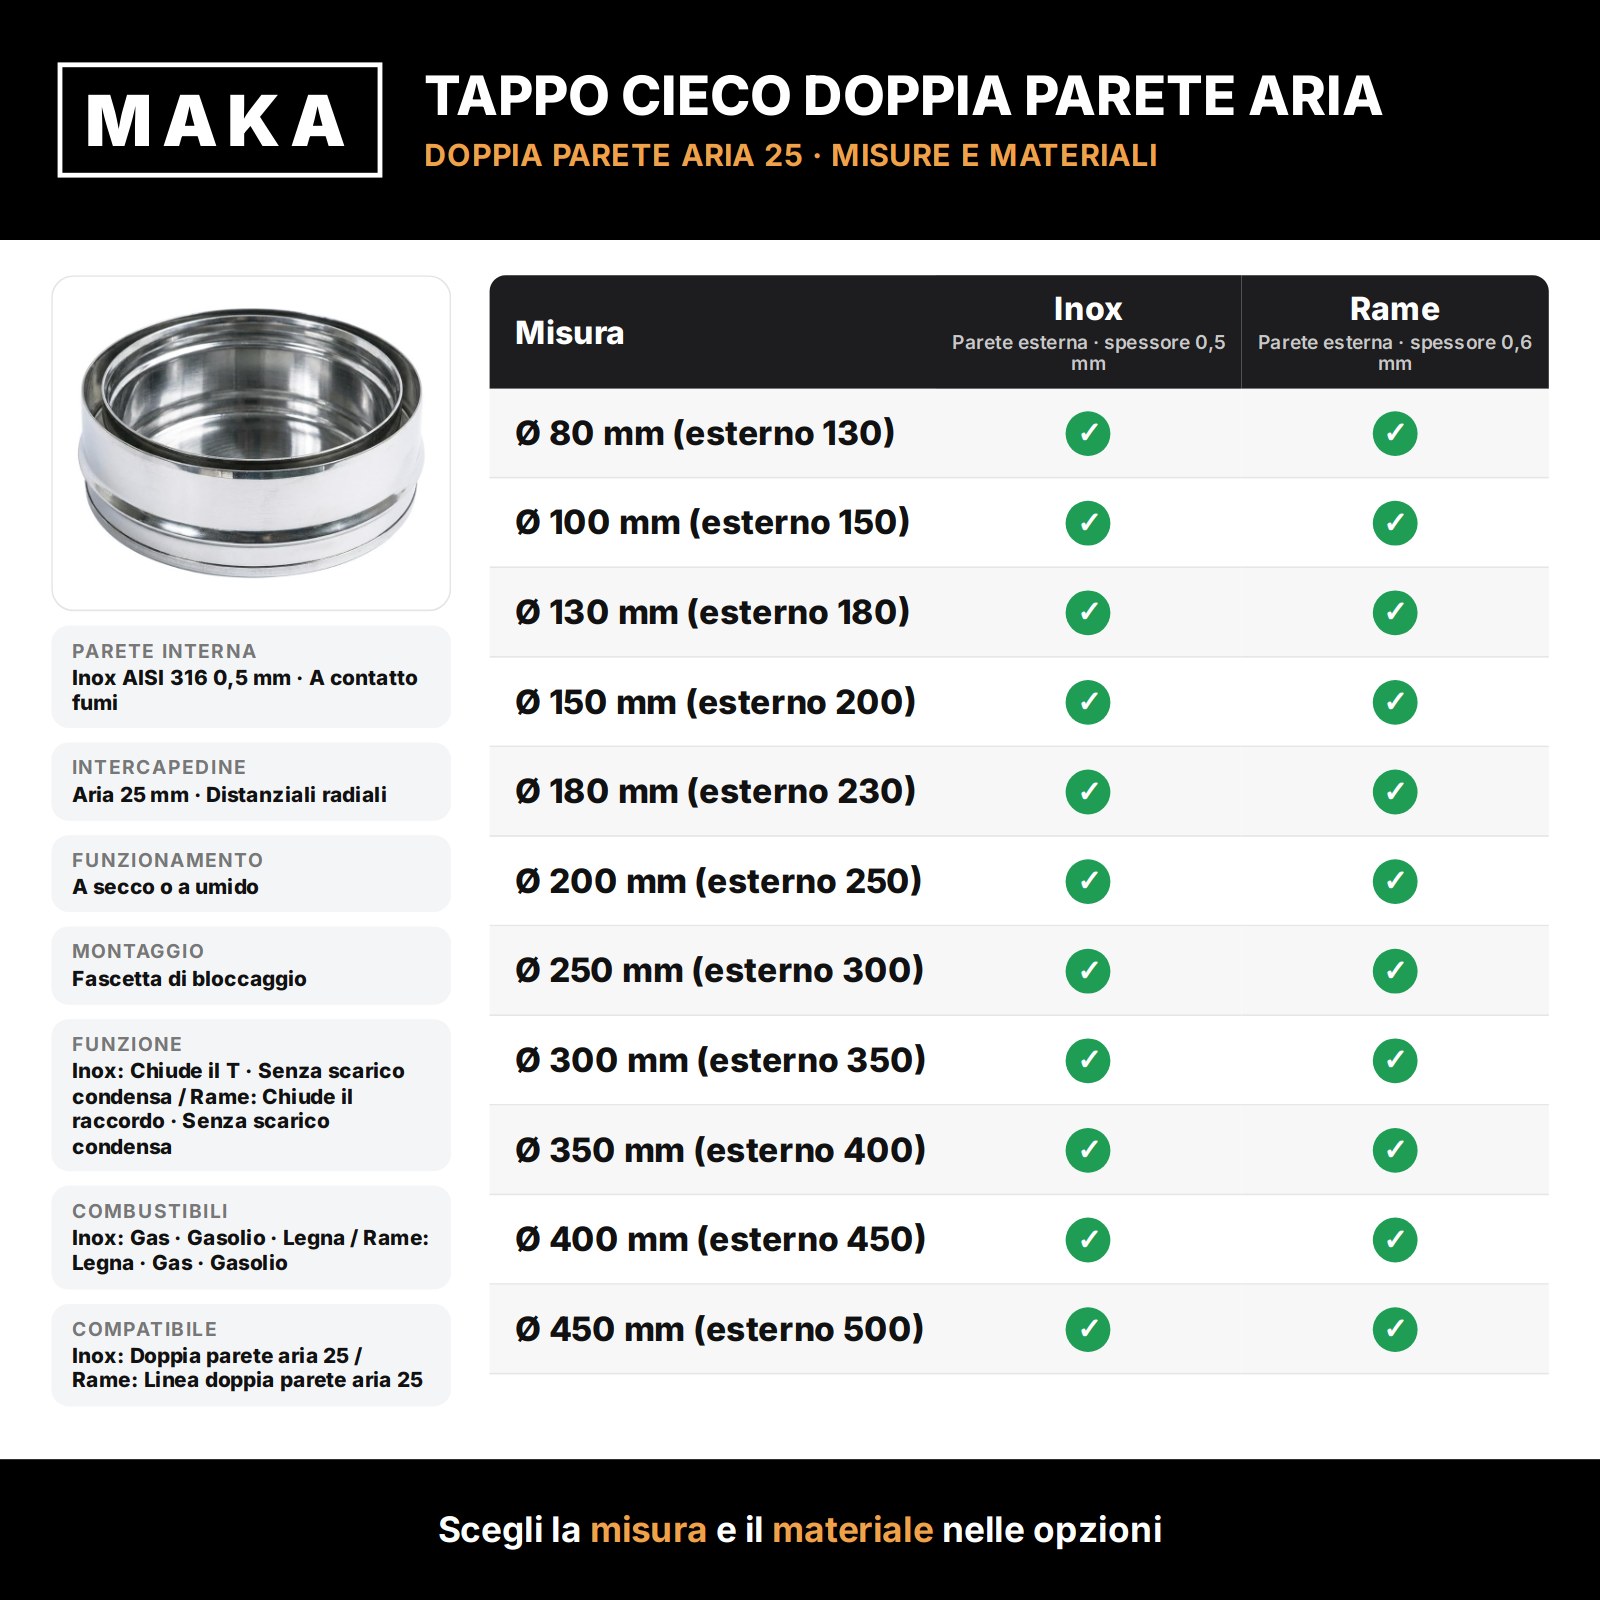 MAKA
TAPPO CIECO DOPPIA PARETE ARIA
DOPPIA PARETE ARIA 25 · MISURE E MATERIALI
PARETE INTERNA
Inox AISI 316 0,5 mm · A contatto
fumi
INTERCAPEDINE
Aria 25 mm · Distanziali radiali
FUNZIONAMENTO
A secco o a umido
MONTAGGIO
Fascetta di bloccaggio
FUNZIONE
Inox: Chiude il T · Senza scarico
condensa / Rame: Chiude il
raccordo · Senza scarico
condensa
COMBUSTIBILI
Inox: Gas · Gasolio · Legna / Rame:
Legna · Gas · Gasolio
COMPATIBILE
Inox: Doppia parete aria 25 /
Rame: Linea doppia parete aria 25
Misura
Inox
Parete esterna · spessore 0,5
mm
Rame
Parete esterna · spessore 0,6
mm
Ø 80 mm (esterno 130) ✓ ✓
Ø 100 mm (esterno 150) ✓ ✓
Ø 130 mm (esterno 180) ✓ ✓
Ø 150 mm (esterno 200) ✓ ✓
Ø 180 mm (esterno 230) ✓ ✓
Ø 200 mm (esterno 250) ✓ ✓
Ø 250 mm (esterno 300) ✓ ✓
Ø 300 mm (esterno 350) ✓ ✓
Ø 350 mm (esterno 400) ✓ ✓
Ø 400 mm (esterno 450) ✓ ✓
Ø 450 mm (esterno 500) ✓ ✓
Scegli la misura e il materiale nelle opzioni